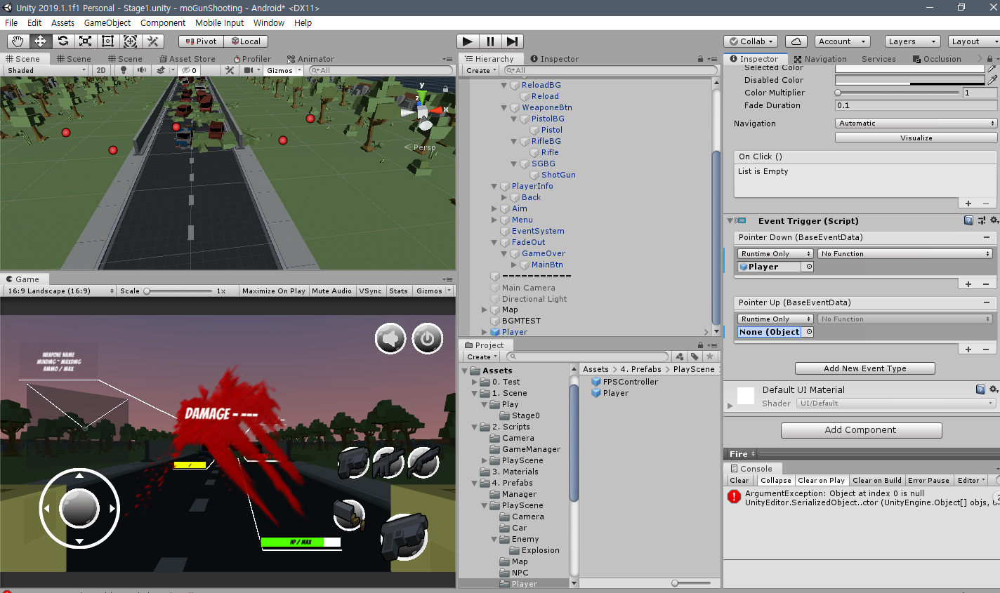 Unity 2019.1.1f1 Personal - Stage1.unity - moGunShooting - Android* <DX11>
File Edit Assets GameObject Component Mobile Input Window Help
Pivot Local
Collab Account Layers Layout
Scene Scene Scene Asset Store Profiler Animator
Shaded 2D 0 Gizmos All
y
z
x
Persp
Game
16:9 Landscape (16:9) Scale 1x Maximize On Play Mute Audio VSync Stats Gizmos
WEAPONE NAME
MINDMG ~ MAXDMG
AMMO / MAX
DAMAGE - ---
/
HP / MAX
Hierarchy Inspector
Create All
ReloadBG
Reload
WeaponeBtn
PistolBG
Pistol
RifleBG
Rifle
SGBG
ShotGun
PlayerInfo
Back
Aim
Menu
EventSystem
FadeOut
GameOver
MainBtn
===========
Main Camera
Directional Light
Map
BGMTEST
Player
Project
Create
Assets
0. Test
1. Scene
Play
Stage0
2. Scripts
Camera
GameManager
PlayScene
3. Materials
4. Prefabs
Manager
PlayScene
Camera
Car
Enemy
Explosion
Map
NPC
Player
Assets > 4. Prefabs > PlayScene
FPSController
Player
Inspector Navigation Services Occlusion
Selected Color
Disabled Color
Color Multiplier 1
Fade Duration 0.1
Navigation Automatic
Visualize
On Click ()
List is Empty
+ −
Event Trigger (Script)
Pointer Down (BaseEventData) −
Runtime Only No Function
Player
+ −
Pointer Up (BaseEventData) −
Runtime Only No Function
None (Object
+ −
Add New Event Type
Default UI Material
Shader UI/Default
Add Component
Fire
Console
Clear Collapse Clear on Play Clear on Build Error Pause Editor
ArgumentException: Object at index 0 is null
UnityEditor.SerializedObject..ctor (UnityEngine.Object[] objs,